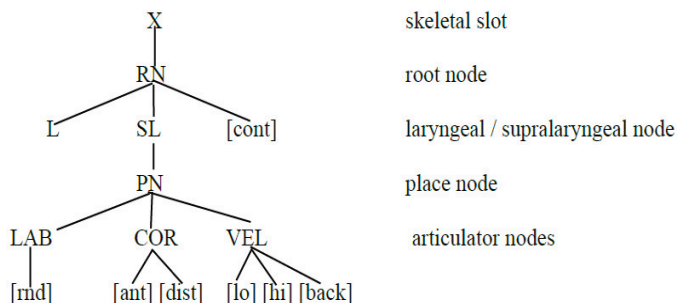 X skeletal slot
RN root node
L SL [cont] laryngeal / supralaryngeal node
PN place node
LAB COR VEL articulator nodes
[rnd] [ant] [dist] [lo] [hi] [back]